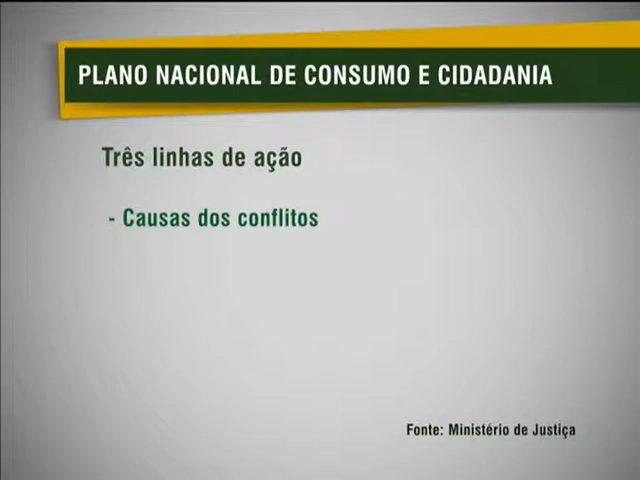 PLANO NACIONAL DE CONSUMO E CIDADANIA
Três linhas de ação
- Causas dos conflitos
Fonte: Ministério de Justiça